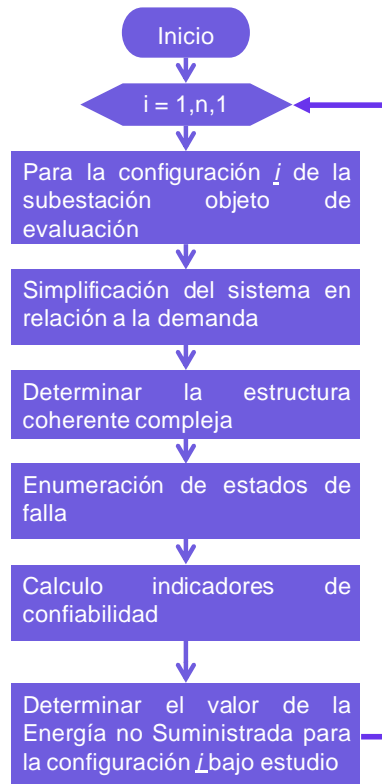 Inicio
i = 1,n,1
Para la configuración i de la
subestación objeto de
evaluación
Simplificación del sistema en
relación a la demanda
Determinar la estructura
coherente compleja
Enumeración de estados de
falla
Calculo indicadores de
confiabilidad
Determinar el valor de la
Energía no Suministrada para
la configuración i bajo estudio